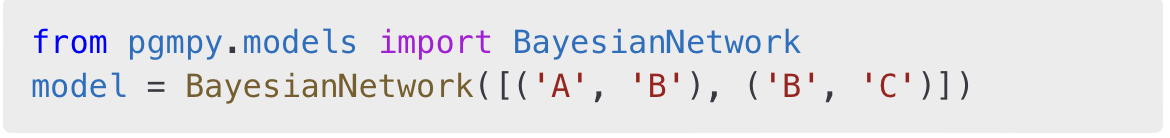 from pgmpy.models import BayesianNetwork
model = BayesianNetwork([('A', 'B'), ('B', 'C')])